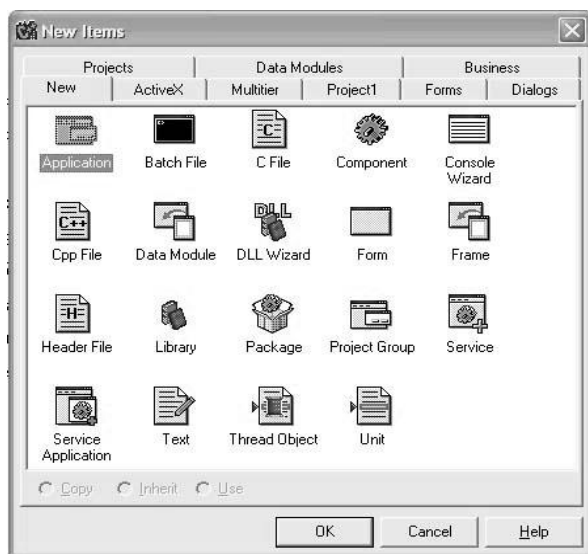 New Items
Projects Data Modules Business
New ActiveX Multitier Project1 Forms Dialogs
Application Batch File C File Component Console Wizard
Cpp File Data Module DLL Wizard Form Frame
Header File Library Package Project Group Service
Service Application Text Thread Object Unit
Copy Inherit Use
OK Cancel Help